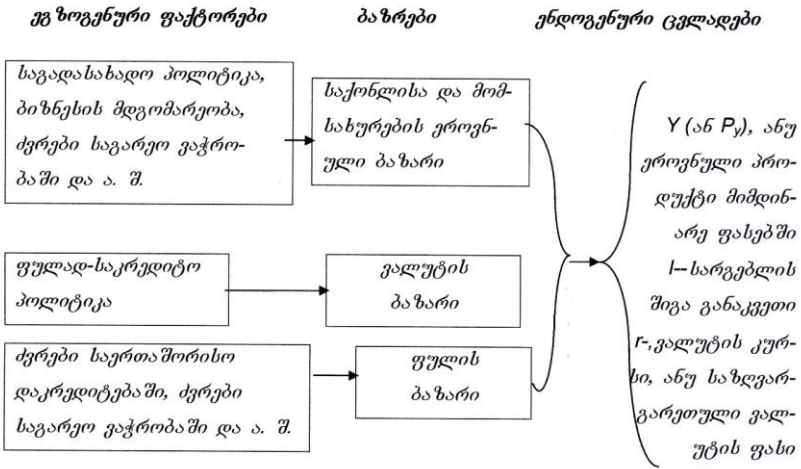 ეგზოგენური ფაქტორები
ბაზრები
ენდოგენური ცვლადები
საგადასახადო პოლიტიკა,
ბიზნესის მდგომარეობა,
ძვრები საგარეო ვაჭრო-
ბაში და ა. შ.
საქონლისა და მომ-
სახურების ეროვნ-
ული ბაზარი
ფულად-საკრედიტო
პოლიტიკა
ვალუტის
ბაზარი
ძვრები საერთაშორისო
დაკრედიტებაში, ძვრები
საგარეო ვაჭრობაში და ა. შ.
ფულის
ბაზარი
Y (ან Py), ანუ
ეროვნული პრო-
დუქტი მიმდინ-
არე ფასებში
I--სარგებლის
შიგა განაკვეთი
r-,ვალუტის კურ-
სი, ანუ საზღვარ-
გარეთული ვალ-
უტის ფასი